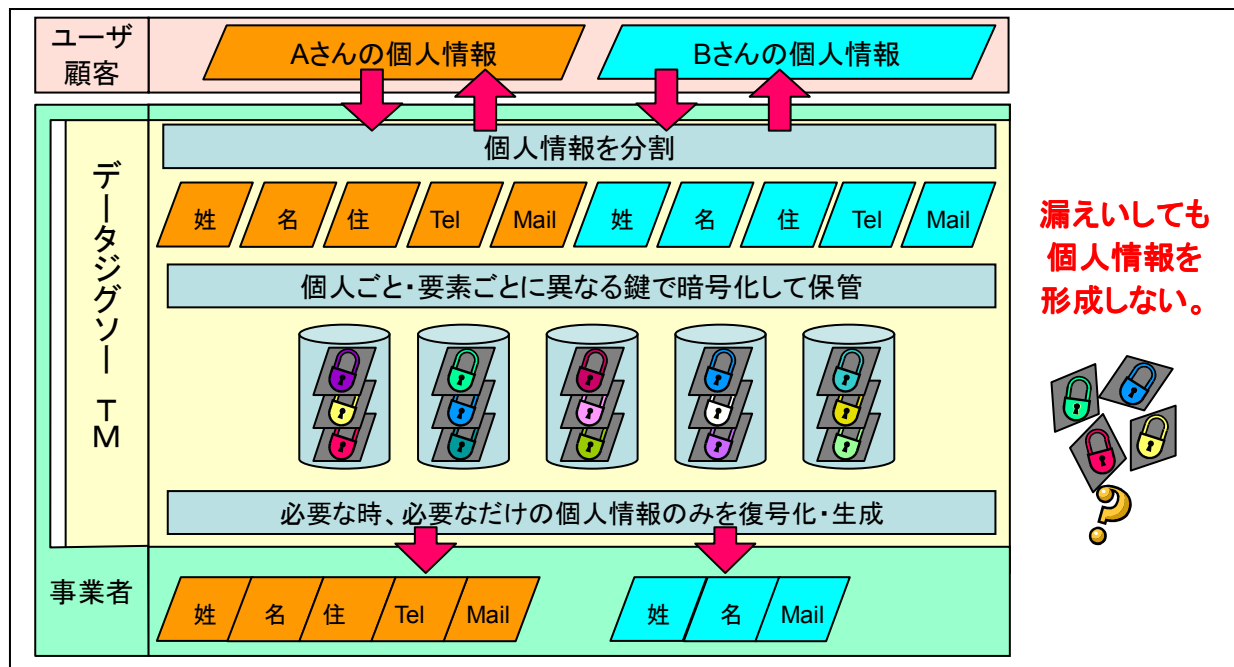 ユーザ
顧客
Aさんの個人情報
Bさんの個人情報
個人情報を分割
データジグソー TM
姓 名 住 Tel Mail 姓 名 住 Tel Mail
個人ごと・要素ごとに異なる鍵で暗号化して保管
必要な時、必要なだけの個人情報のみを復号化・生成
事業者
姓 名 住 Tel Mail
姓 名 Mail
漏えいしても
個人情報を
形成しない。